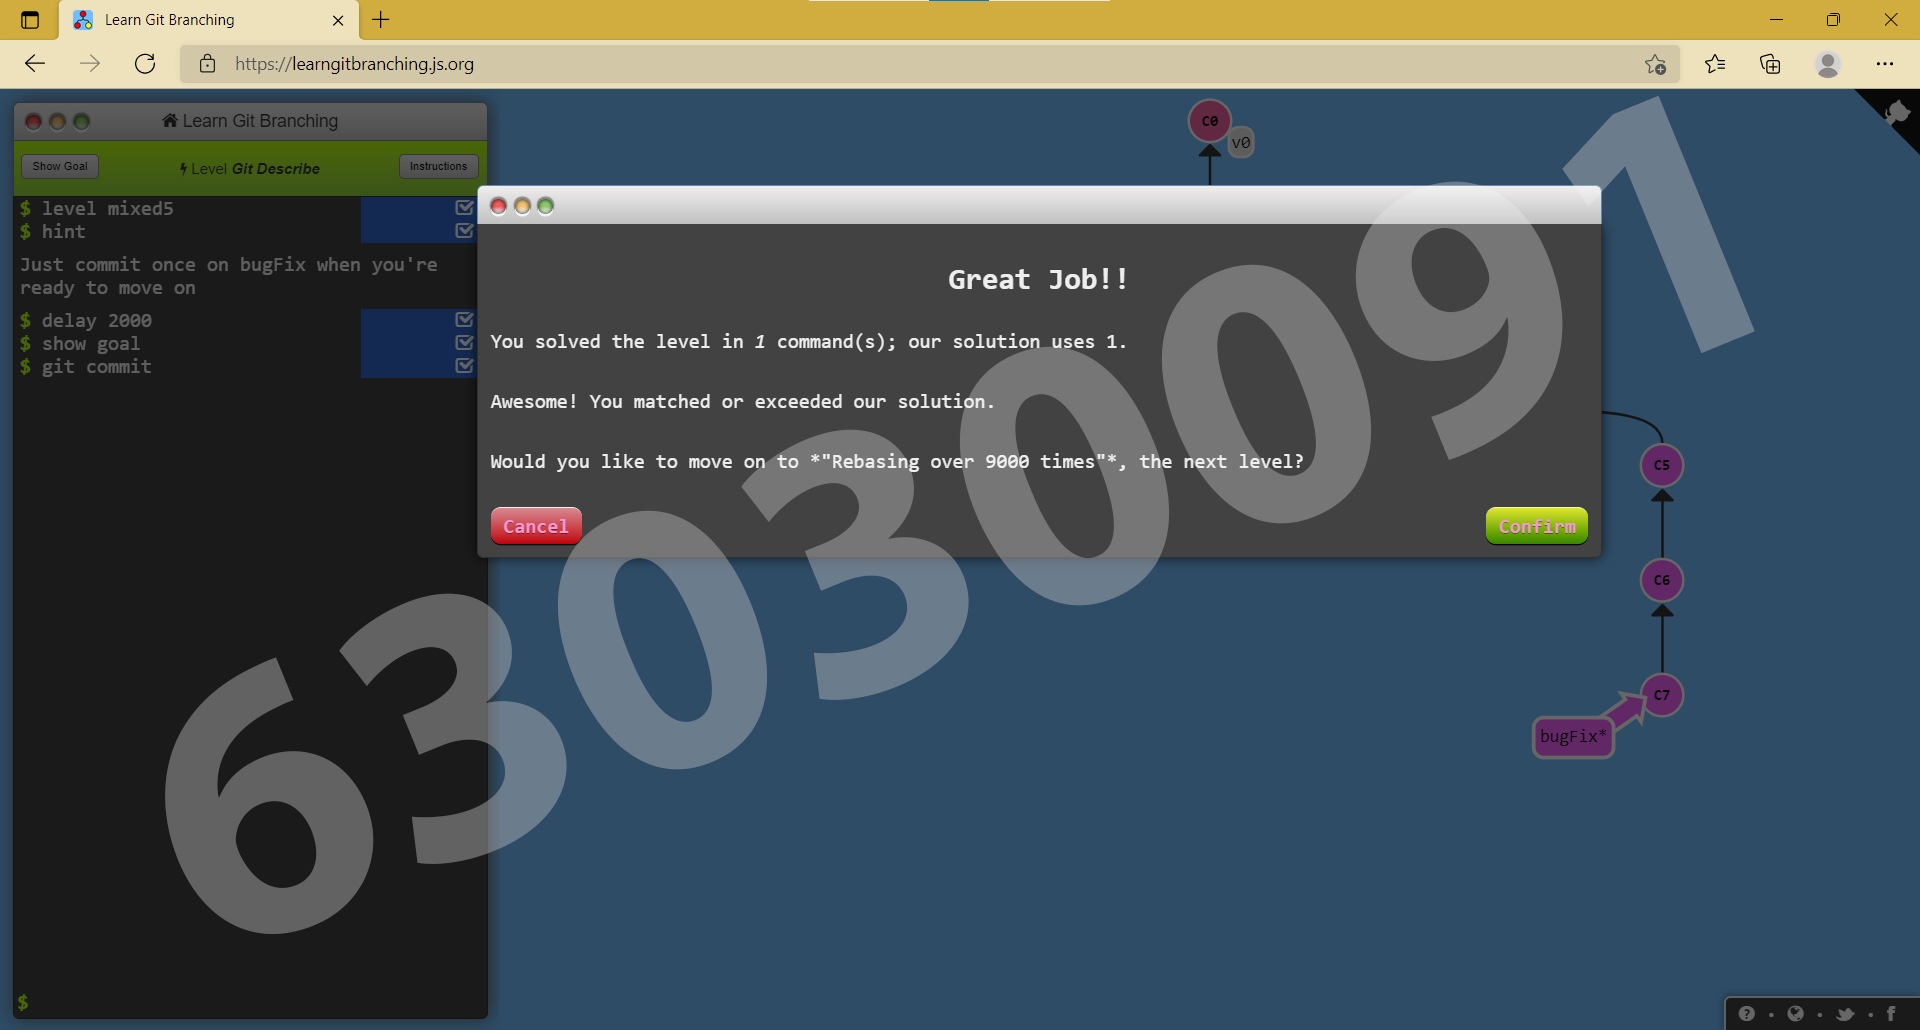 Learn Git Branching
https://learngitbranching.js.org
Learn Git Branching
Show Goal
Level Git Describe
Instructions
$ level mixed5
$ hint
Just commit once on bugFix when you're
ready to move on
$ delay 2000
$ show goal
$ git commit
$
C0
v0
Great Job!!
You solved the level in 1 command(s); our solution uses 1.
Awesome! You matched or exceeded our solution.
Would you like to move on to *"Rebasing over 9000 times"*, the next level?
Cancel
Confirm
C5
C6
C7
bugFix*
6303030091